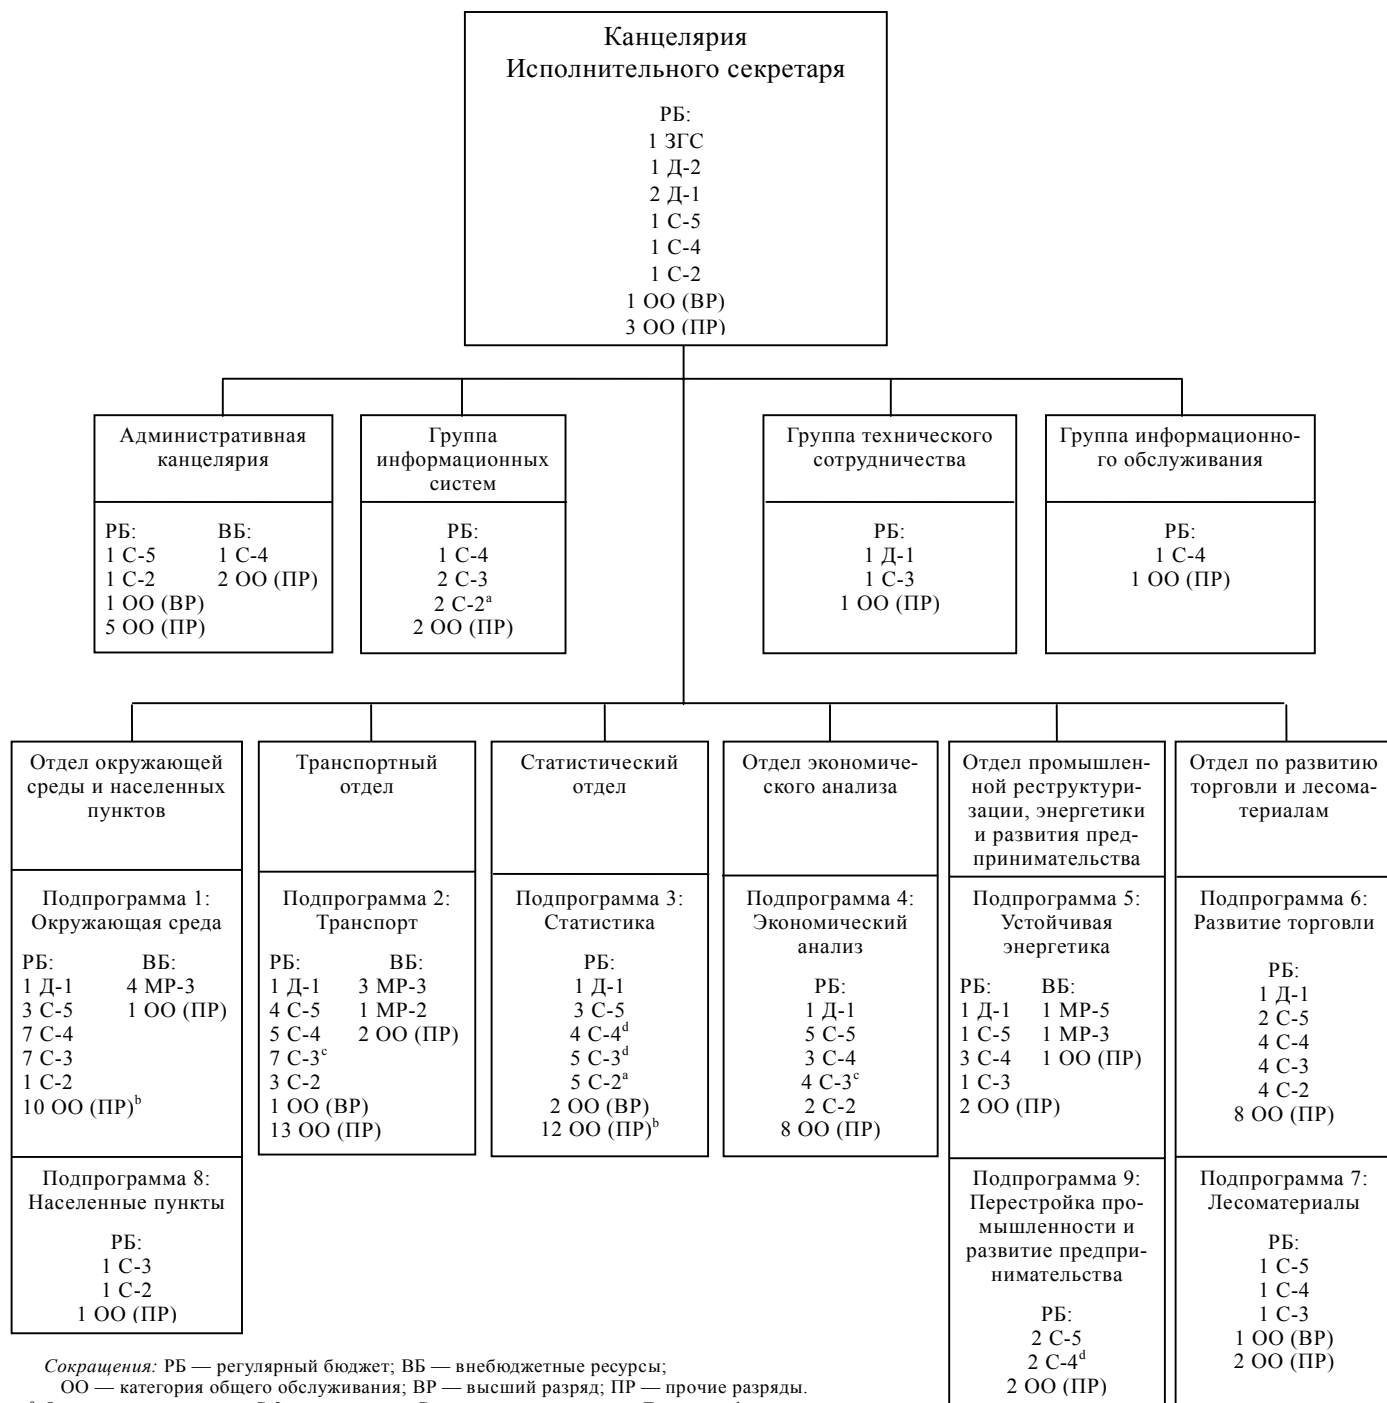 Канцелярия
Исполнительного секретаря
РБ:
1 ЗГС
1 Д-2
2 Д-1
1 С-5
1 С-4
1 С-2
1 ОО (ВР)
3 ОО (ПР)
Административная
канцелярия
РБ: ВБ:
1 С-5 1 С-4
1 С-2 2 ОО (ПР)
1 ОО (ВР)
5 ОО (ПР)
Группа
информационных
систем
РБ:
1 С-4
2 С-3
2 С-2a
2 ОО (ПР)
Группа технического
сотрудничества
РБ:
1 Д-1
1 С-3
1 ОО (ПР)
Группа информационно-
го обслуживания
РБ:
1 С-4
1 ОО (ПР)
Отдел окружающей
среды и населенных
пунктов
Подпрограмма 1:
Окружающая среда
РБ: ВБ:
1 Д-1 4 МР-3
3 С-5 1 ОО (ПР)
7 С-4
7 С-3
1 С-2
10 ОО (ПР)b
Подпрограмма 8:
Населенные пункты
РБ:
1 С-3
1 С-2
1 ОО (ПР)
Транспортный
отдел
Подпрограмма 2:
Транспорт
РБ: ВБ:
1 Д-1 3 МР-3
4 С-5 1 МР-2
5 С-4 2 ОО (ПР)
7 С-3c
3 С-2
1 ОО (ВР)
13 ОО (ПР)
Статистический
отдел
Подпрограмма 3:
Статистика
РБ:
1 Д-1
3 С-5
4 С-4d
5 С-3d
5 С-2a
2 ОО (ВР)
12 ОО (ПР)b
Отдел экономиче-
ского анализа
Подпрограмма 4:
Экономический
анализ
РБ:
1 Д-1
5 С-5
3 С-4
4 С-3c
2 С-2
8 ОО (ПР)
Отдел промышлен-
ной реструктури-
зации, энергетики
и развития пред-
принимательства
Подпрограмма 5:
Устойчивая
энергетика
РБ: ВБ:
1 Д-1 1 МР-5
1 С-5 1 МР-3
3 С-4 1 ОО (ПР)
1 С-3
2 ОО (ПР)
Подпрограмма 9:
Перестройка про-
мышленности и
развитие предпри-
нимательства
РБ:
2 С-5
2 С-4d
2 ОО (ПР)
Отдел по развитию
торговли и лесома-
териалам
Подпрограмма 6:
Развитие торговли
РБ:
1 Д-1
2 С-5
4 С-4
4 С-3
4 С-2
8 ОО (ПР)
Подпрограмма 7:
Лесоматериалы
РБ:
1 С-5
1 С-4
1 С-3
1 ОО (ВР)
2 ОО (ПР)
Сокращения: РБ — регулярный бюджет; ВБ — внебюджетные ресурсы;
ОО — категория общего обслуживания; ВР — высший разряд; ПР — прочие разряды.